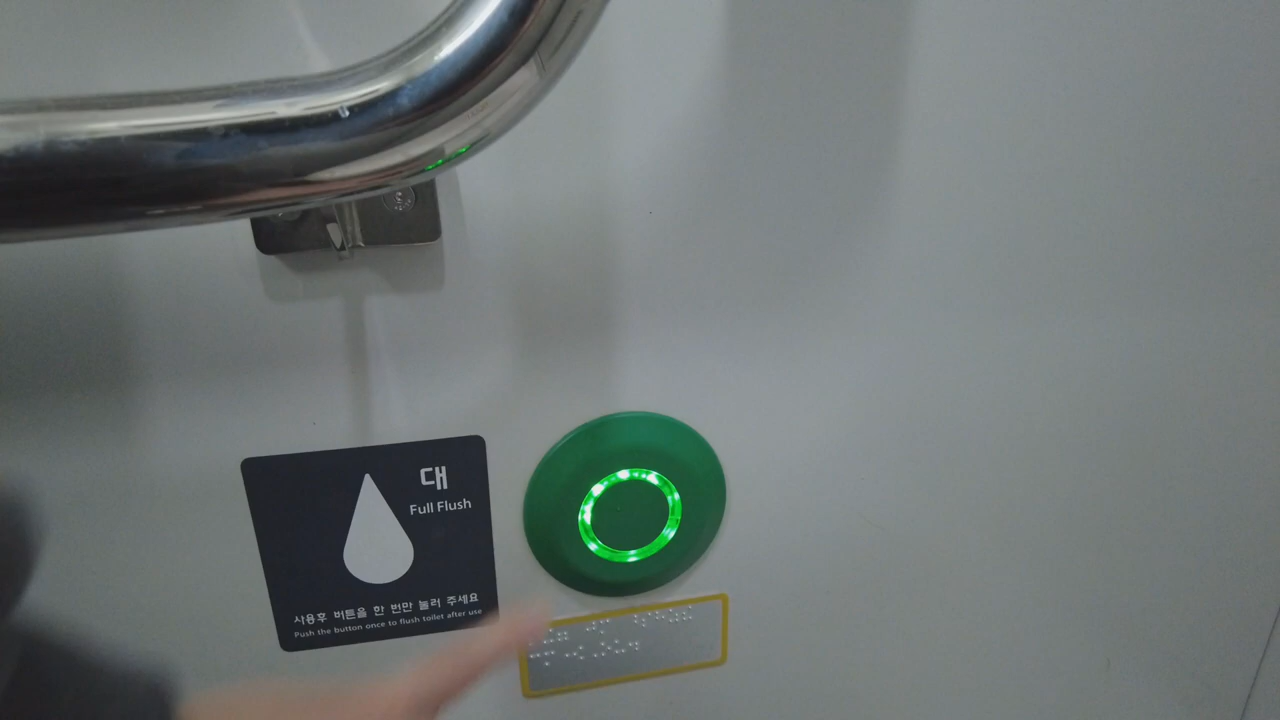 대
Full Flush
사용후 버튼을 한 번만 눌러 주세요
Push the button once to flush toilet after use